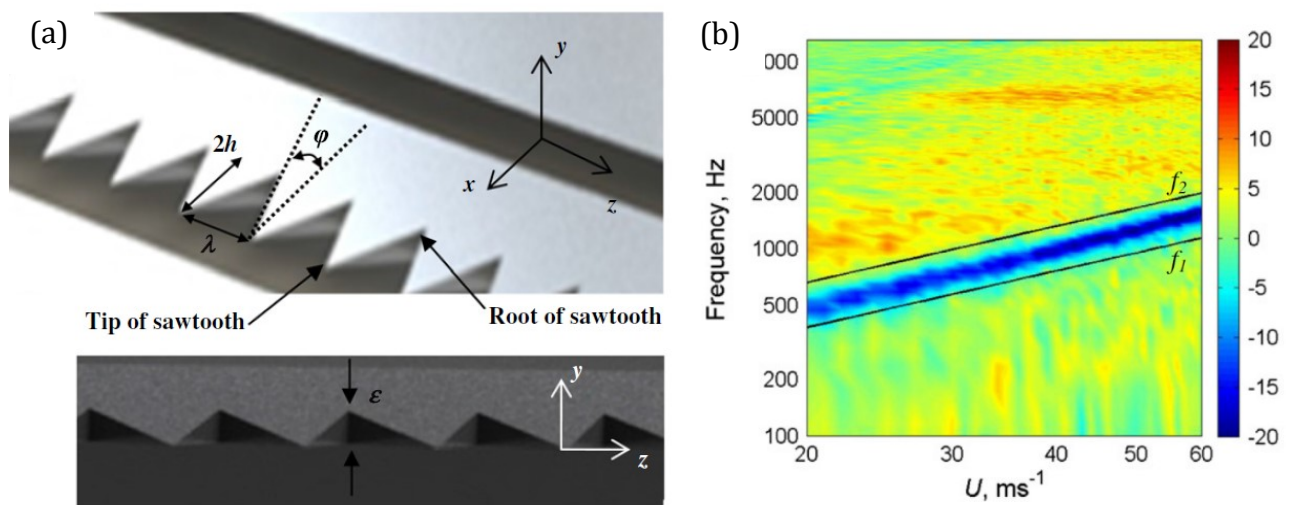 (a)
y
2h
φ
x
z
λ
Tip of sawtooth
Root of sawtooth
ε
y
z
(b)
000
5000
2000
1000
500
200
100
Frequency, Hz
f2
f1
20
30
40
50
60
U, ms-1
20
15
10
5
0
-5
-10
-15
-20